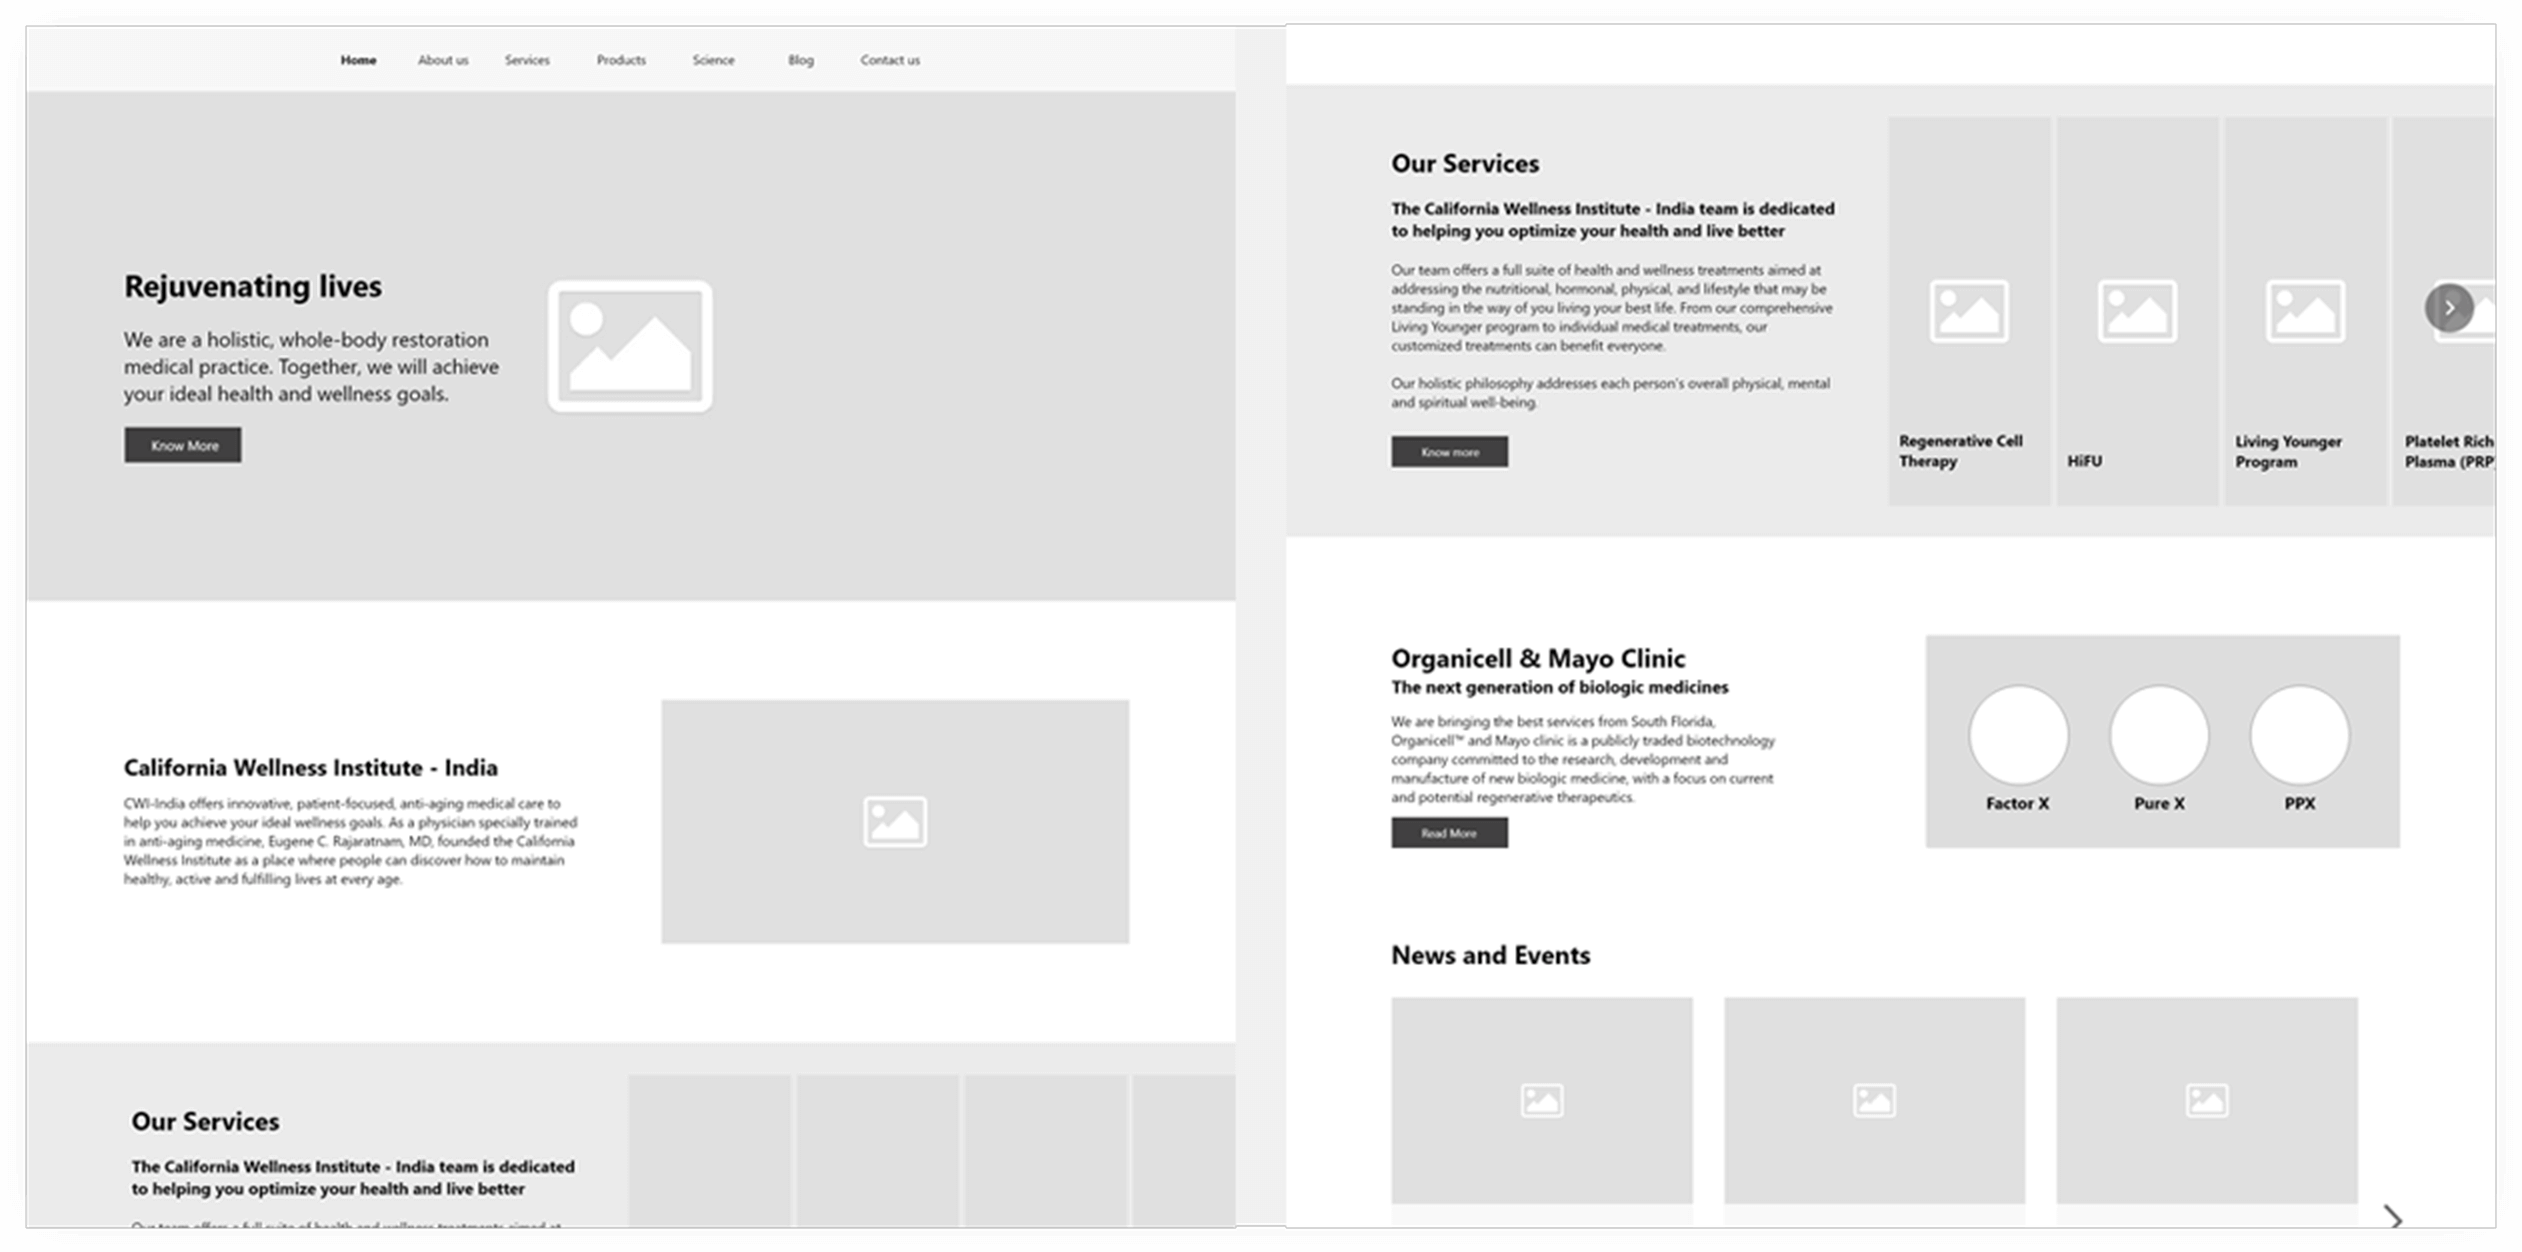 Home About us Services Products Science Blog Contact us
Rejuvenating lives
We are a holistic, whole-body restoration
medical practice. Together, we will achieve
your ideal health and wellness goals.
Know More
California Wellness Institute - India
CWI-India offers innovative, patient-focused, anti-aging medical care to
help you achieve your ideal wellness goals. As a physician specially trained
in anti-aging medicine, Eugene C. Rajaratnam, MD, founded the California
Wellness Institute as a place where people can discover how to maintain
healthy, active and fulfilling lives at every age.
Our Services
The California Wellness Institute - India team is dedicated
to helping you optimize your health and live better
Our team offers a full suite of health and wellness treatments aimed at
Our Services
The California Wellness Institute - India team is dedicated
to helping you optimize your health and live better
Our team offers a full suite of health and wellness treatments aimed at
addressing the nutritional, hormonal, physical, and lifestyle that may be
standing in the way of you living your best life. From our comprehensive
Living Younger program to individual medical treatments, our
customized treatments can benefit everyone.
Our holistic philosophy addresses each person's overall physical, mental
and spiritual well-being.
Know more
Regenerative Cell
Therapy
HiFU
Living Younger
Program
Platelet Rich
Plasma (PRP
Organicell & Mayo Clinic
The next generation of biologic medicines
We are bringing the best services from South Florida,
Organicell™ and Mayo clinic is a publicly traded biotechnology
company committed to the research, development and
manufacture of new biologic medicine, with a focus on current
and potential regenerative therapeutics.
Read More
Factor X
Pure X
PPX
News and Events